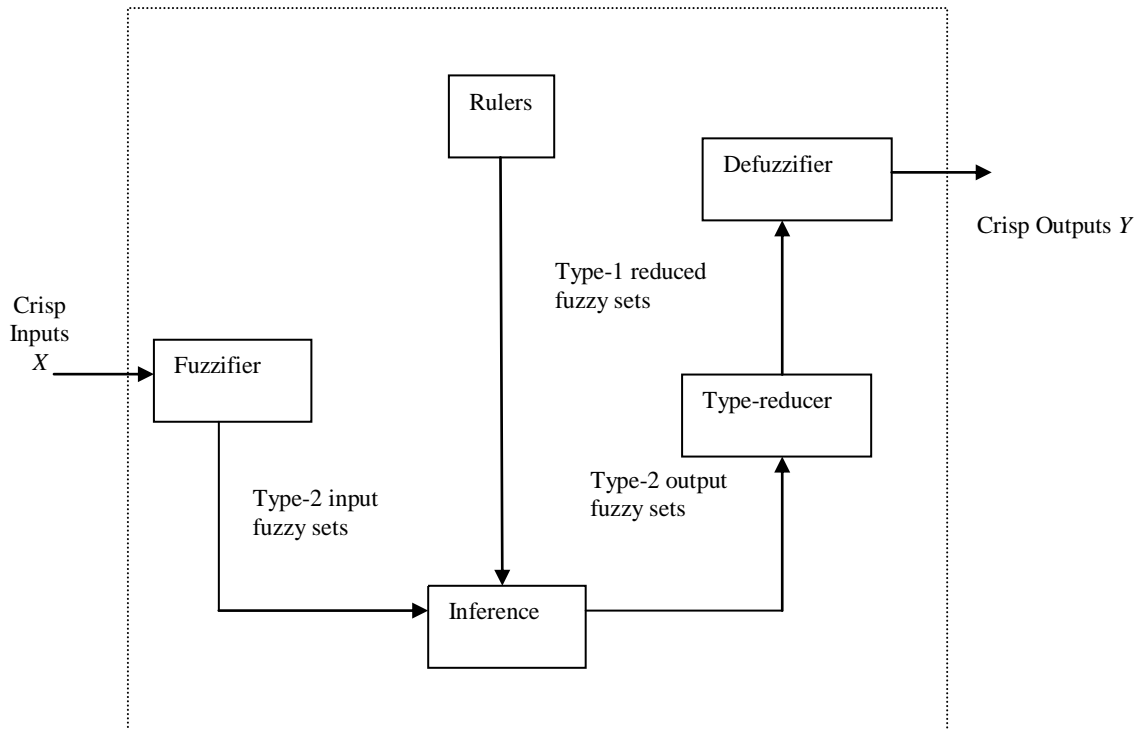 Rulers
Defuzzifier
Crisp Outputs Y
Type-1 reduced
fuzzy sets
Crisp
Inputs
X
Fuzzifier
Type-reducer
Type-2 input
fuzzy sets
Type-2 output
fuzzy sets
Inference